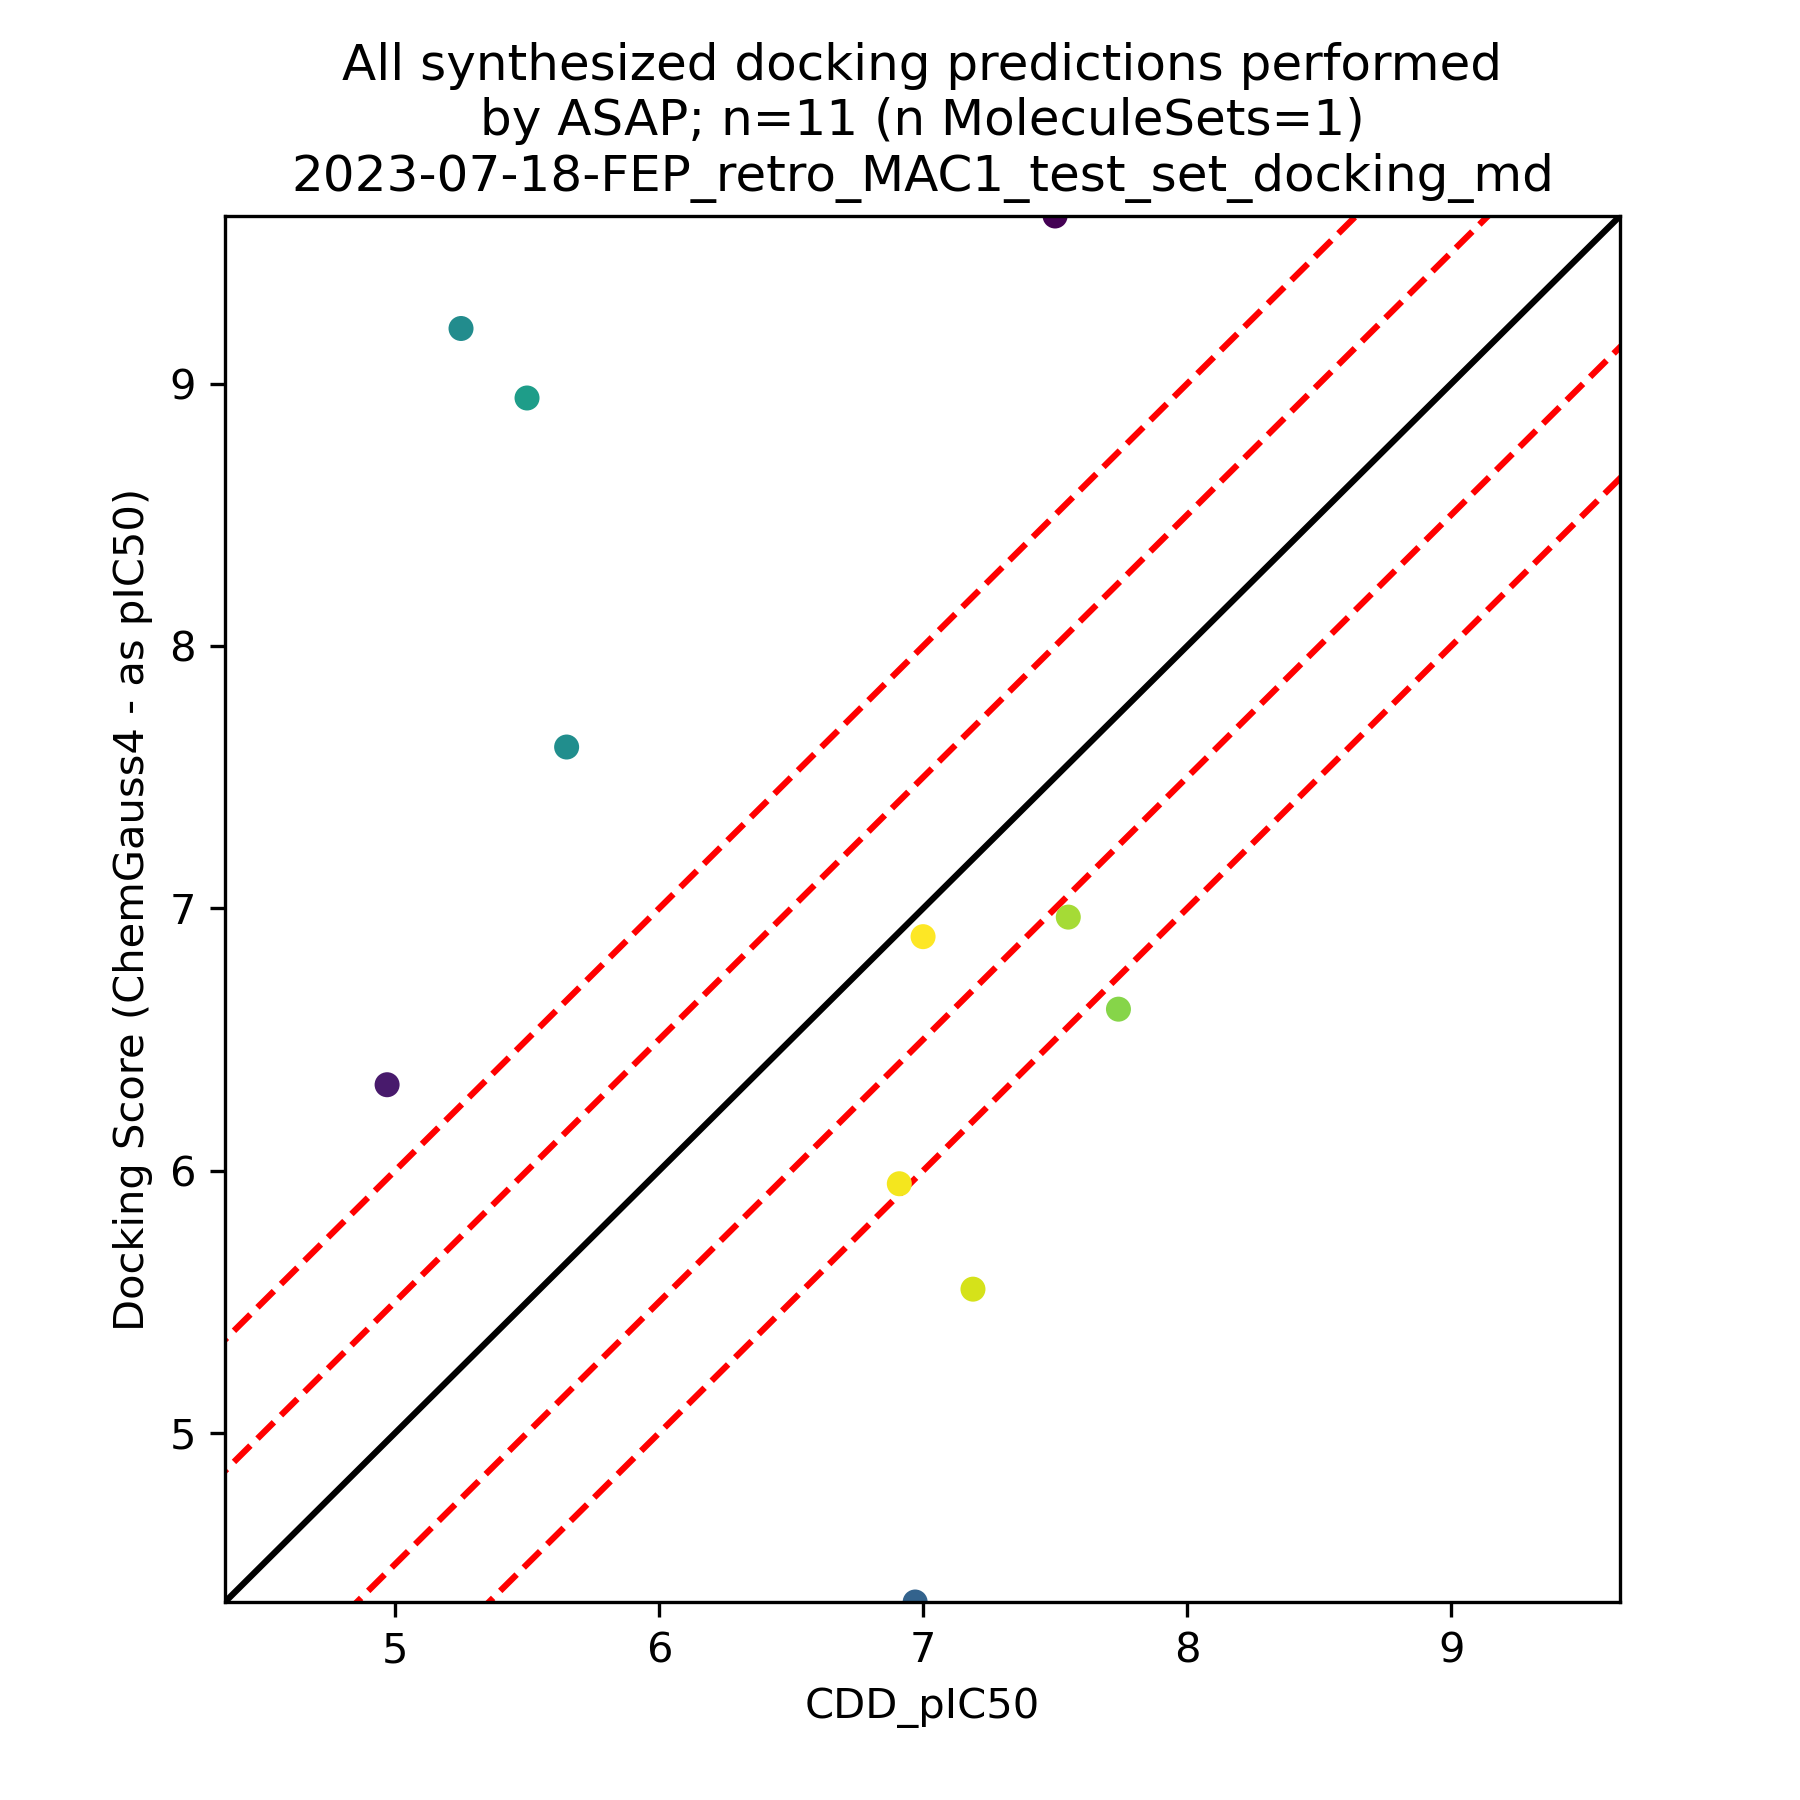 All synthesized docking predictions performed
by ASAP; n=11 (n MoleculeSets=1)
2023-07-18-FEP_retro_MAC1_test_set_docking_md
Docking Score (ChemGauss4 - as pIC50)
9
8
7
6
5
5
6
7
8
9
CDD_pIC50